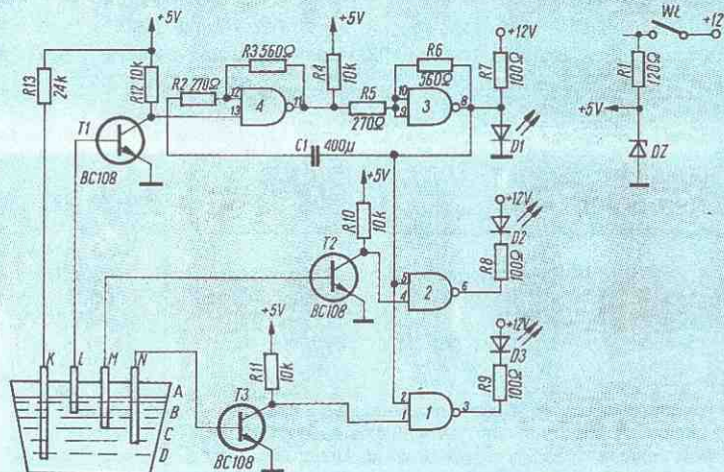 +5V
R13
24k
R12
10k
R2 270Ω
R3 560Ω
12
13
4
11
+5V
R4
10k
R5
270Ω
R6
560Ω
10
9
3
8
+12V
R7
100Ω
D1
WŁ
+12
R1
120Ω
+5V
DZ
T1
BC108
C1
400μ
+5V
R10
10k
T2
BC108
5
4
2
6
+12V
D2
R8
100Ω
+5V
R11
10k
T3
BC108
2
1
1
3
+12V
D3
R9
100Ω
K
L
M
N
A
B
C
D